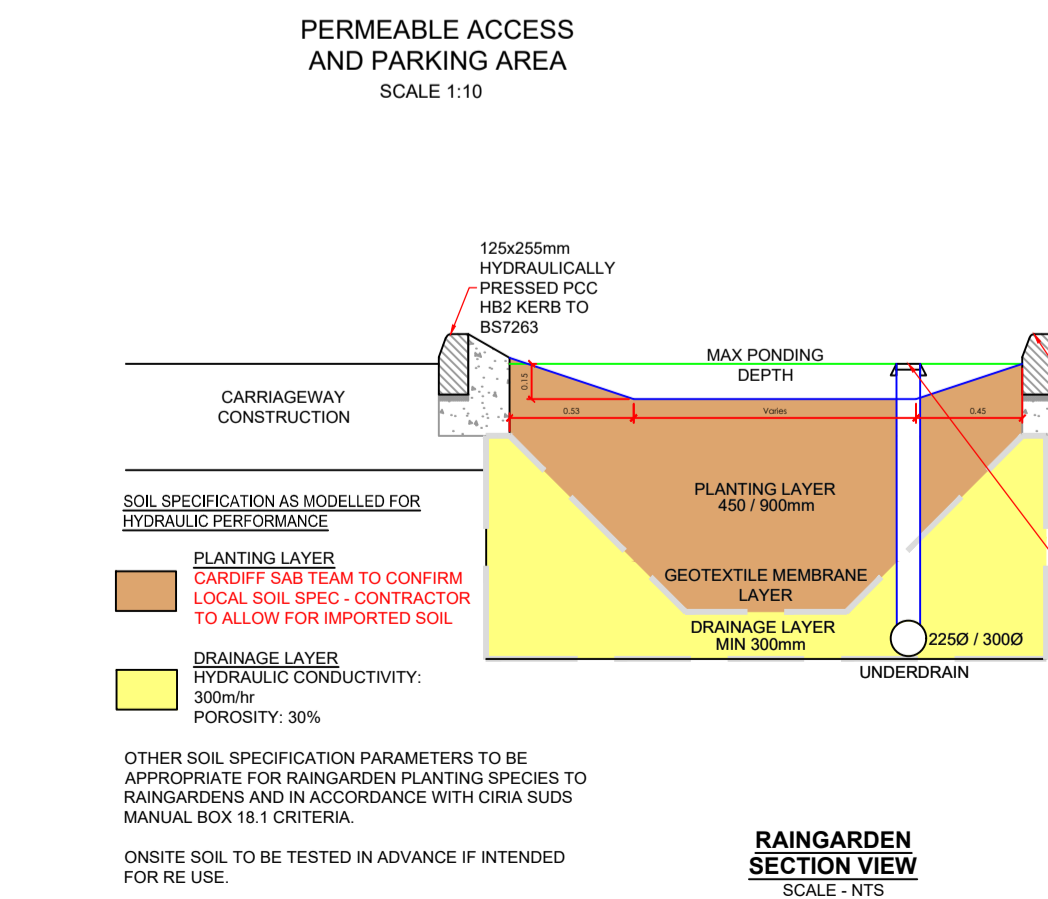 PERMEABLE ACCESS
AND PARKING AREA
SCALE 1:10
125x255mm
HYDRAULICALLY
PRESSED PCC
HB2 KERB TO
BS7263
MAX PONDING
DEPTH
CARRIAGEWAY
CONSTRUCTION
0.15
0.53
Varies
0.45
PLANTING LAYER
450 / 900mm
GEOTEXTILE MEMBRANE
LAYER
DRAINAGE LAYER
MIN 300mm
225Ø / 300Ø
UNDERDRAIN
SOIL SPECIFICATION AS MODELLED FOR
HYDRAULIC PERFORMANCE
PLANTING LAYER
CARDIFF SAB TEAM TO CONFIRM
LOCAL SOIL SPEC - CONTRACTOR
TO ALLOW FOR IMPORTED SOIL
DRAINAGE LAYER
HYDRAULIC CONDUCTIVITY:
300m/hr
POROSITY: 30%
OTHER SOIL SPECIFICATION PARAMETERS TO BE
APPROPRIATE FOR RAINGARDEN PLANTING SPECIES TO
RAINGARDENS AND IN ACCORDANCE WITH CIRIA SUDS
MANUAL BOX 18.1 CRITERIA.
ONSITE SOIL TO BE TESTED IN ADVANCE IF INTENDED
FOR RE USE.
RAINGARDEN
SECTION VIEW
SCALE - NTS